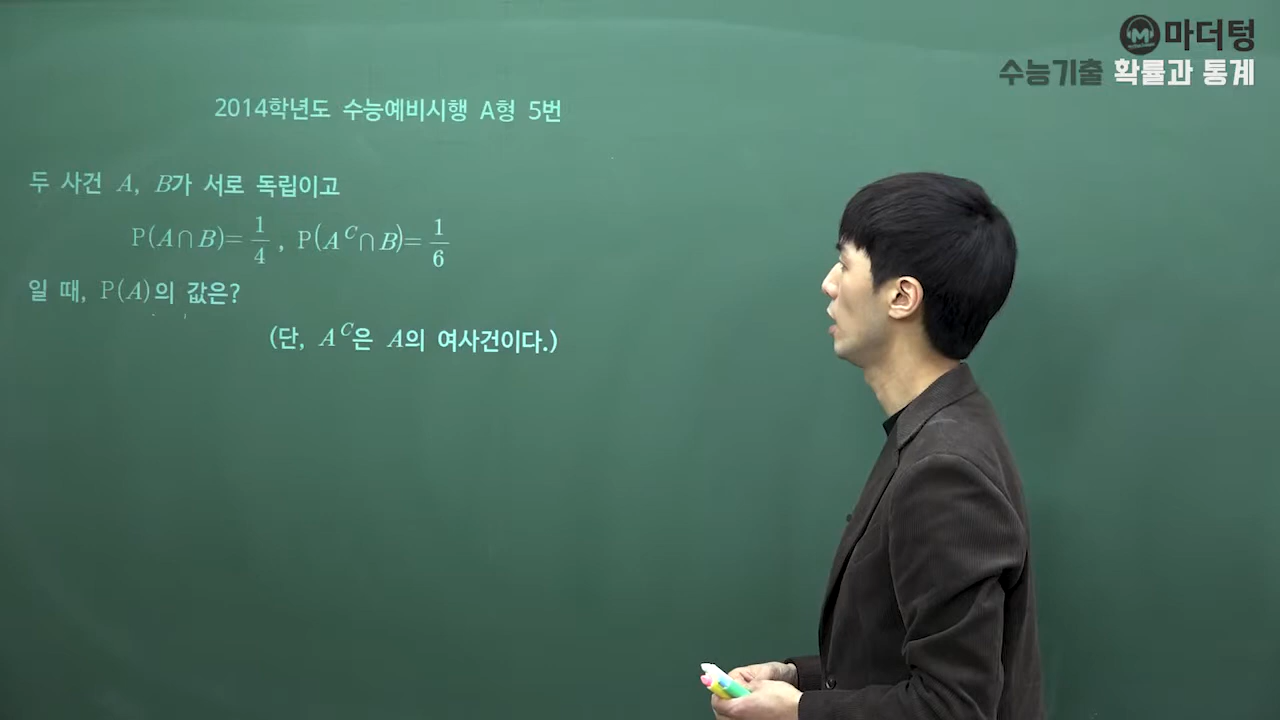 마더텅
수능기출 확률과 통계
2014학년도 수능예비시행 A형 5번
두 사건 A, B가 서로 독립이고
P(A∩B)=1/4, P(A^C∩B)=1/6
일 때, P(A)의 값은?
(단, A^C은 A의 여사건이다.)